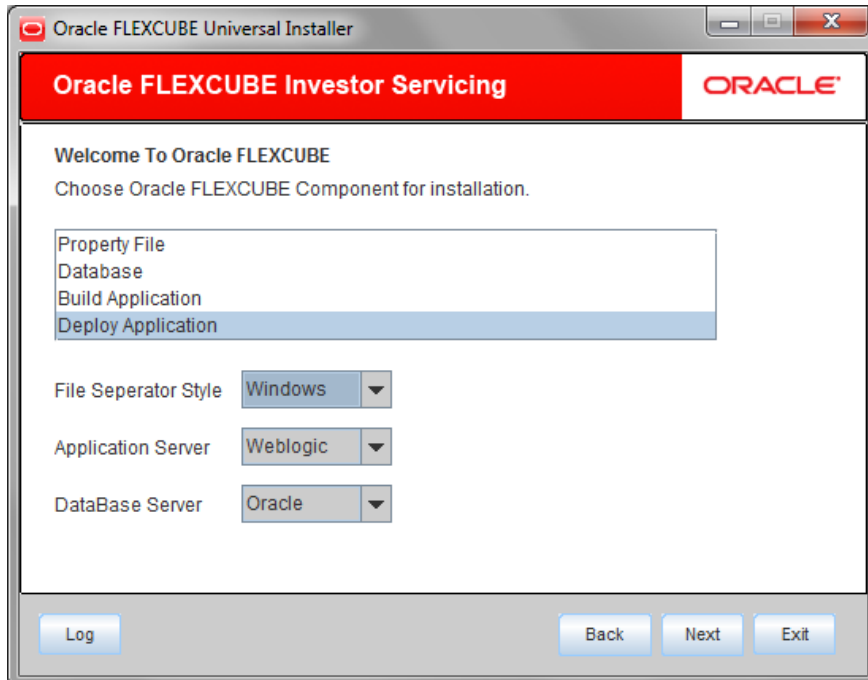 Oracle FLEXCUBE Universal Installer
Oracle FLEXCUBE Investor Servicing
ORACLE
Welcome To Oracle FLEXCUBE
Choose Oracle FLEXCUBE Component for installation.
Property File
Database
Build Application
Deploy Application
File Seperator Style Windows
Application Server Weblogic
DataBase Server Oracle
Log Back Next Exit